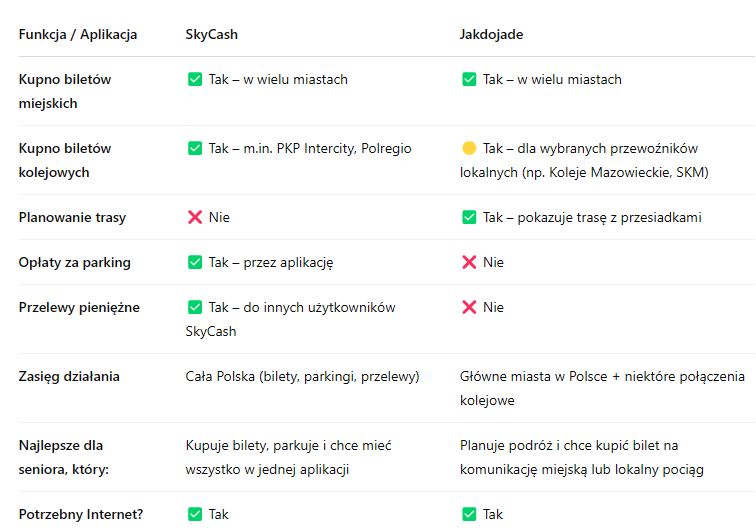 Funkcja / Aplikacja SkyCash Jakdojade
Kupno biletów ✅ Tak – w wielu miastach ✅ Tak – w wielu miastach
miejskich
Kupno biletów ✅ Tak – m.in. PKP Intercity, Polregio 🟡 Tak – dla wybranych przewoźników
kolejowych lokalnych (np. Koleje Mazowieckie, SKM)
Planowanie trasy ❌ Nie ✅ Tak – pokazuje trasę z przesiadkami
Opłaty za parking ✅ Tak – przez aplikację ❌ Nie
Przelewy pieniężne ✅ Tak – do innych użytkowników ❌ Nie
SkyCash
Zasięg działania Cała Polska (bilety, parkingi, przelewy) Główne miasta w Polsce + niektóre połączenia
kolejowe
Najlepsze dla Kupuje bilety, parkuje i chce mieć Planuje podróż i chce kupić bilet na
seniora, który: wszystko w jednej aplikacji komunikację miejską lub lokalny pociąg
Potrzebny Internet? ✅ Tak ✅ Tak